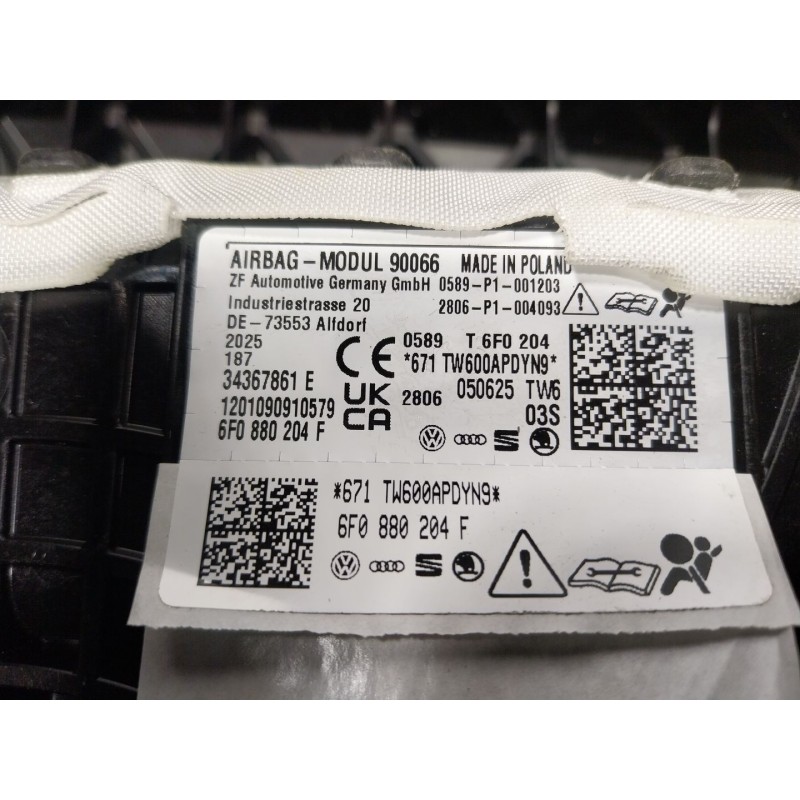 AIRBAG-MODUL 90066 MADE IN POLAND
ZF Automotive Germany GmbH 0589-P1-001203
Industriestrasse 20 2806-P1-004093
DE-73553 Alfdorf
2025
187
34367861 E
1201090910579
6F0 880 204 F
CE 0589 T 6F0 204
*671 TW600APDYN9*
UK CA 2806 050625 TW6
03S
*671 TW600APDYN9*
6F0 880 204 F